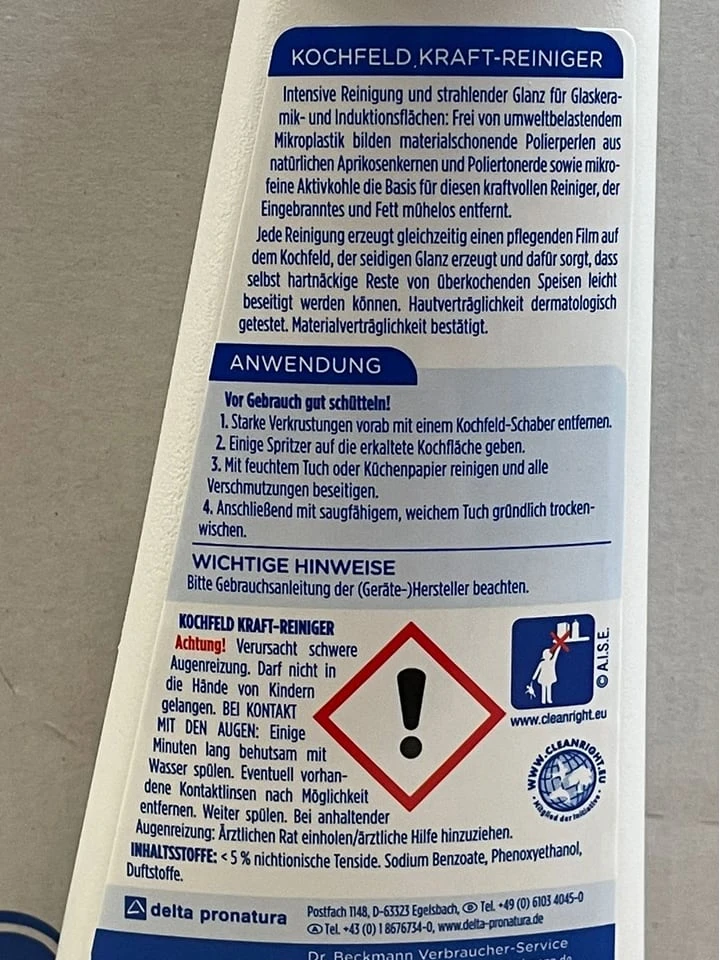 KOCHFELD KRAFT-REINIGER
Intensive Reinigung und strahlender Glanz für Glaskera-
mik- und Induktionsflächen: Frei von umweltbelastendem
Mikroplastik bilden materialschonende Polierperlen aus
natürlichen Aprikosenkernen und Poliertonerde sowie mikro-
feine Aktivkohle die Basis für diesen kraftvollen Reiniger, der
Eingebranntes und Fett mühelos entfernt.
Jede Reinigung erzeugt gleichzeitig einen pflegenden Film auf
dem Kochfeld, der seidigen Glanz erzeugt und dafür sorgt, dass
selbst hartnäckige Reste von überkochenden Speisen leicht
beseitigt werden können. Hautverträglichkeit dermatologisch
getestet. Materialverträglichkeit bestätigt.
ANWENDUNG
Vor Gebrauch gut schütteln!
1. Starke Verkrustungen vorab mit einem Kochfeld-Schaber entfernen.
2. Einige Spritzer auf die erkaltete Kochfläche geben.
3. Mit feuchtem Tuch oder Küchenpapier reinigen und alle
Verschmutzungen beseitigen.
4. Anschließend mit saugfähigem, weichem Tuch gründlich trocken-
wischen.
WICHTIGE HINWEISE
Bitte Gebrauchsanleitung der (Geräte-)Hersteller beachten.
KOCHFELD KRAFT-REINIGER
Achtung! Verursacht schwere
Augenreizung. Darf nicht in
die Hände von Kindern
gelangen. BEI KONTAKT
MIT DEN AUGEN: Einige
Minuten lang behutsam mit
Wasser spülen. Eventuell vorhan-
dene Kontaktlinsen nach Möglichkeit
entfernen. Weiter spülen. Bei anhaltender
Augenreizung: Ärztlichen Rat einholen/ärztliche Hilfe hinzuziehen.
© A.I.S.E.
www.cleanright.eu
WWW.CLEANRIGHT.EU
Mitglied der Initiative
INHALTSSTOFFE: < 5 % nichtionische Tenside. Sodium Benzoate, Phenoxyethanol,
Duftstoffe.
delta pronatura
Postfach 1148, D-63323 Egelsbach, D Tel. +49 (0) 6103 4045-0
A Tel. +43 (0) 1 8676734-0, www.delta-pronatura.de
Dr. Beckmann Verbraucher-Service